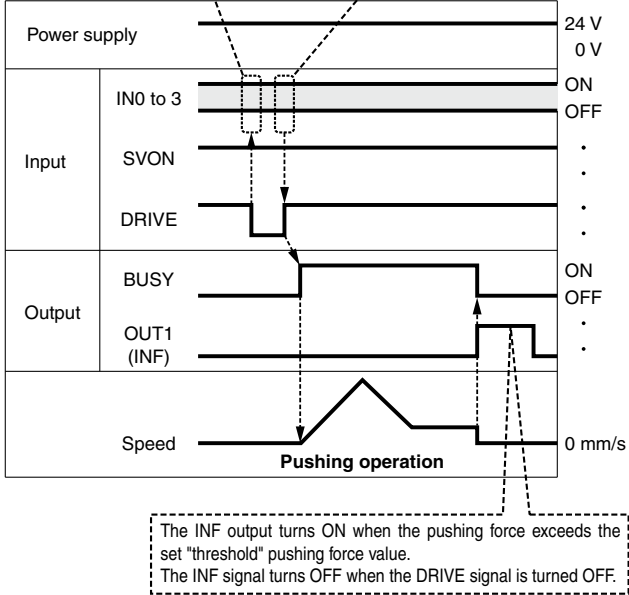 Power supply
24 V
0 V
Input
IN0 to 3
ON
OFF
SVON
DRIVE
Output
BUSY
ON
OFF
OUT1
(INF)
Speed
Pushing operation
0 mm/s
The INF output turns ON when the pushing force exceeds the
set "threshold" pushing force value.
The INF signal turns OFF when the DRIVE signal is turned OFF.